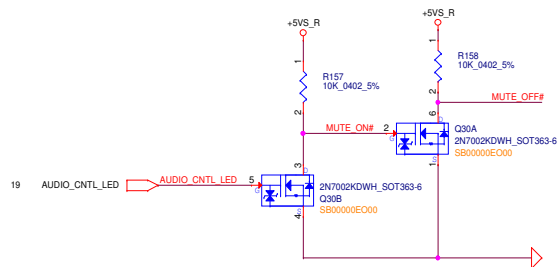 +5VS_R
+5VS_R
1
R158
10K_0402_5%
2
1
R157
10K_0402_5%
2
MUTE_OFF#
MUTE_ON#
2
G
6
D
Q30A
2N7002KDWH_SOT363-6
SB00000EO00
S
1
19
AUDIO_CNTL_LED
AUDIO_CNTL_LED
5
G
3
D
2N7002KDWH_SOT363-6
Q30B
SB00000EO00
S
4